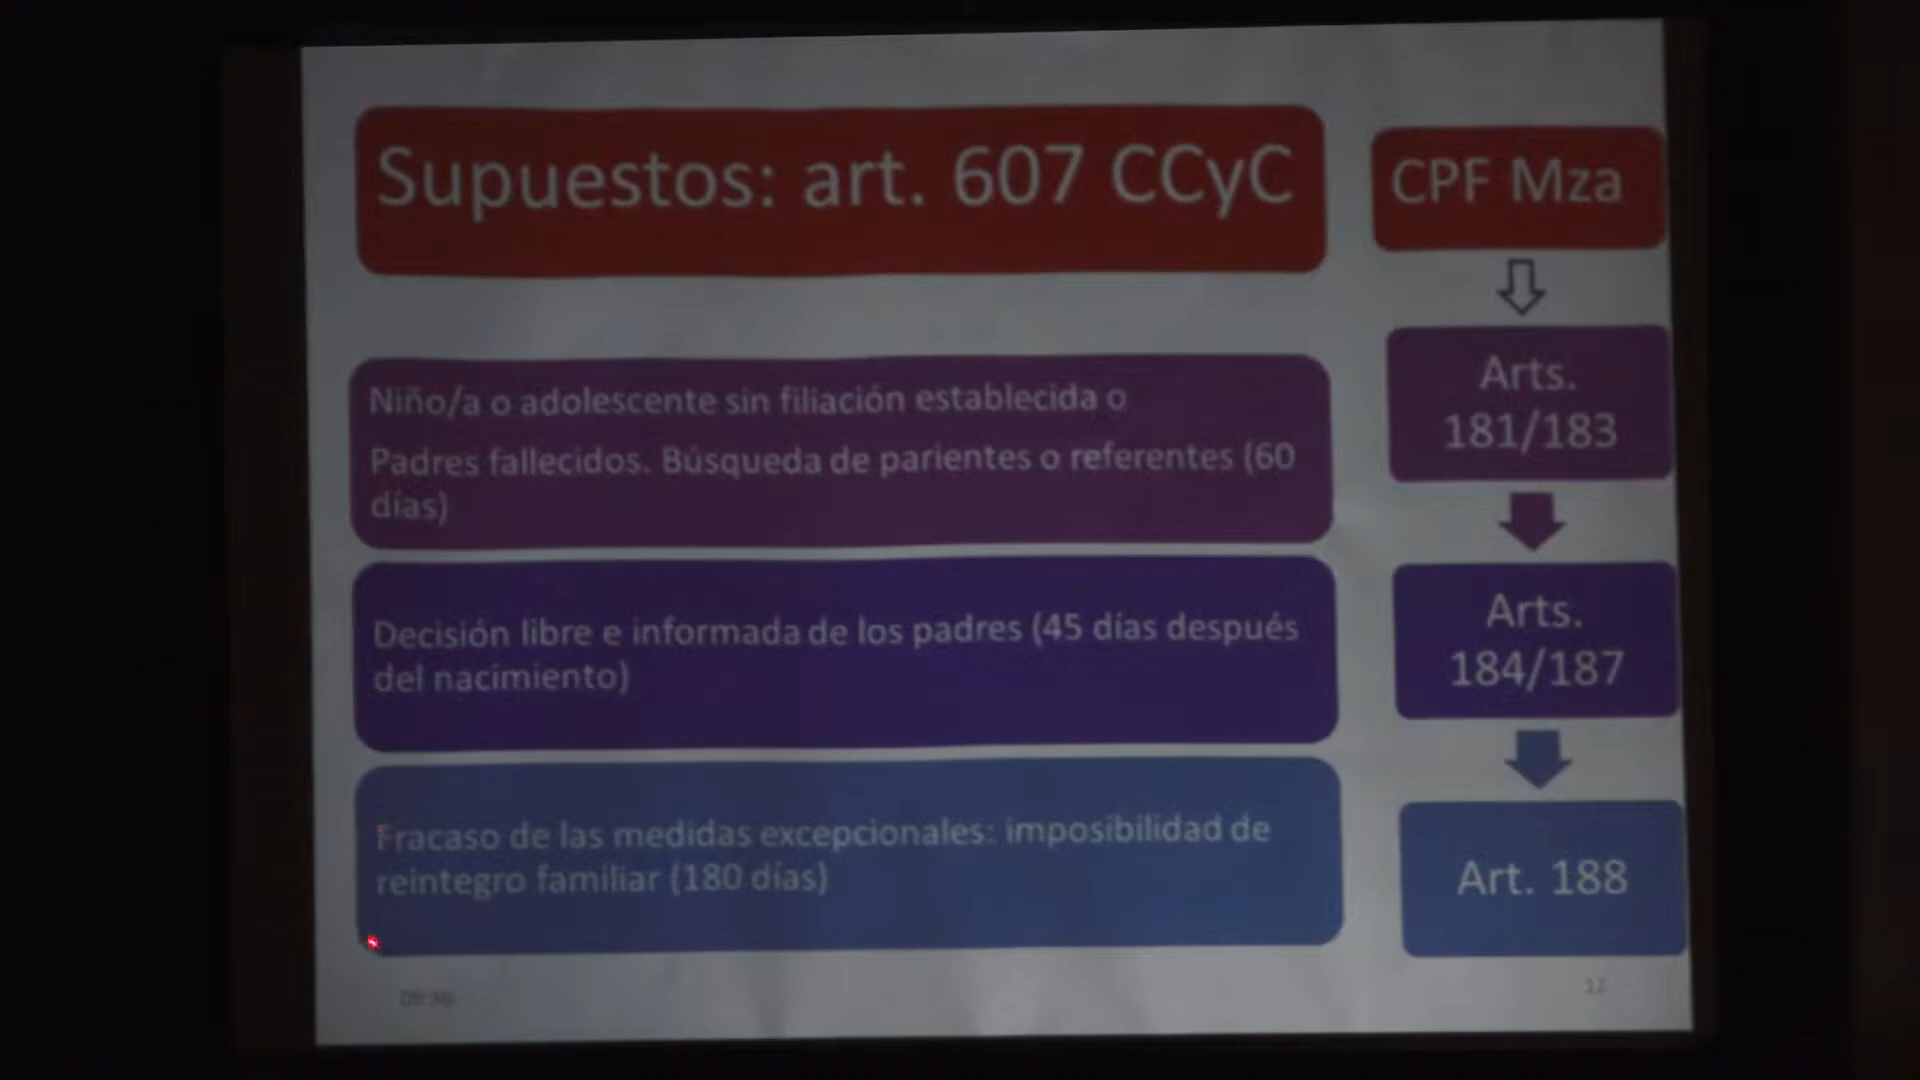 Supuestos: art. 607 CCyC
CPF Mza
Niño/a o adolescente sin filiación establecida o
Padres fallecidos. Búsqueda de parientes o referentes (60
días)
Arts.
181/183
Decisión libre e informada de los padres (45 días después
del nacimiento)
Arts.
184/187
Fracaso de las medidas excepcionales: imposibilidad de
reintegro familiar (180 días)
Art. 188
12